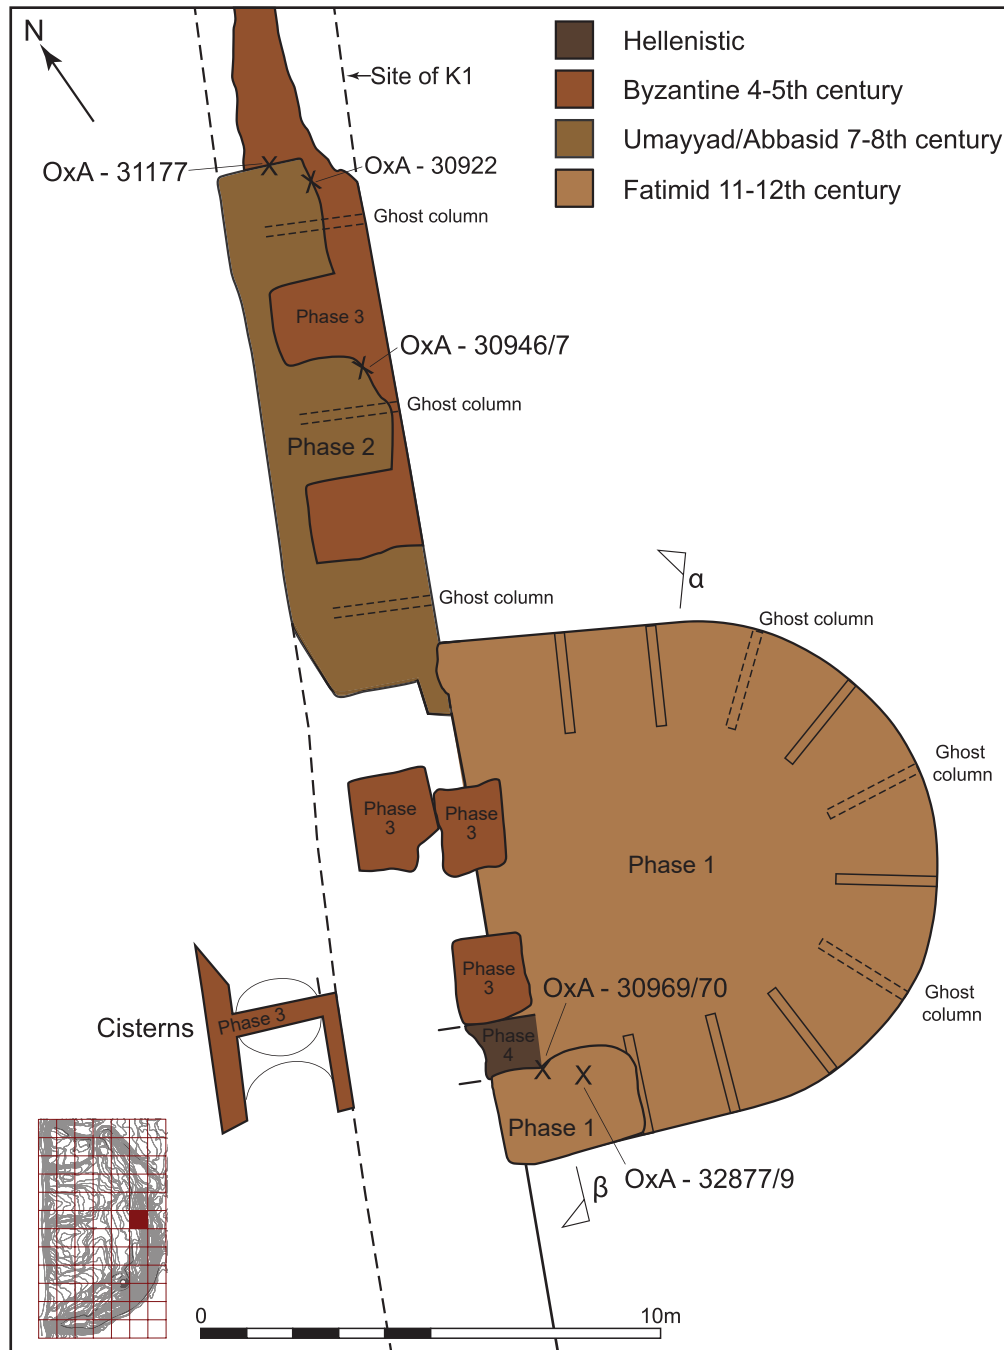 N
Hellenistic
Byzantine 4-5th century
Umayyad/Abbasid 7-8th century
Fatimid 11-12th century
Site of K1
OxA - 31177
OxA - 30922
Ghost column
Phase 3
OxA - 30946/7
Ghost column
Phase 2
α
Ghost column
Ghost column
Ghost
column
Phase
3
Phase
3
Phase 1
Phase
3
OxA - 30969/70
Ghost
column
Cisterns
Phase 3
Phase
4
Phase 1
β
OxA - 32877/9
0
10m